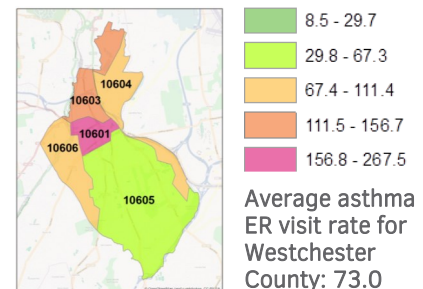 10604
10603
10601
10606
10605
8.5 - 29.7
29.8 - 67.3
67.4 - 111.4
111.5 - 156.7
156.8 - 267.5
Average asthma
ER visit rate for
Westchester
County: 73.0